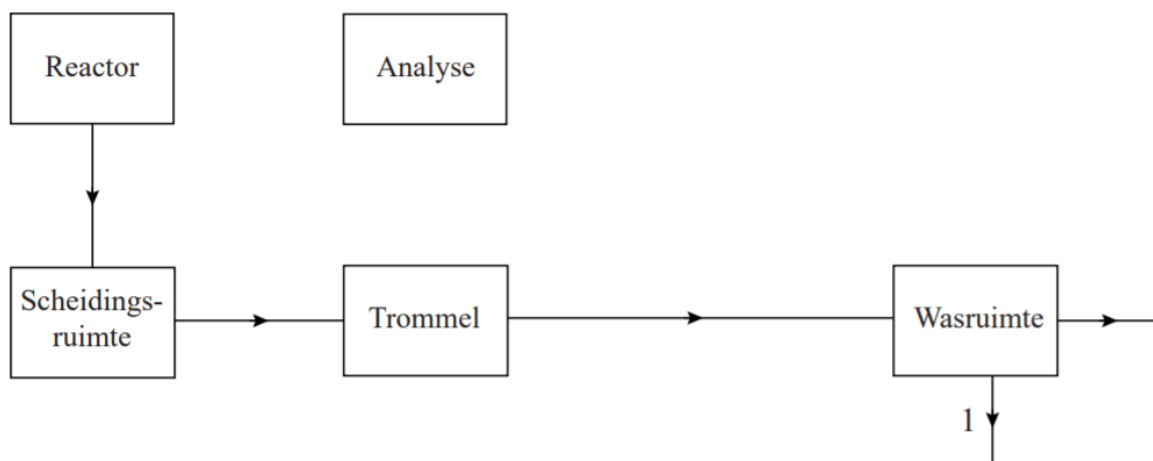 Reactor
Analyse
Scheidings-
ruimte
Trommel
Wasruimte
1